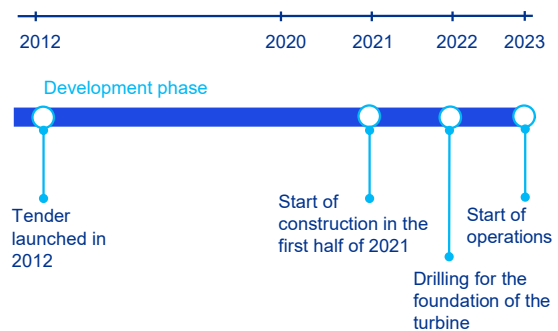 2012 2020 2021 2022 2023
Development phase
Tender
launched in
2012
Start of
construction in the
first half of 2021
Drilling for the
foundation of the
turbine
Start of
operations